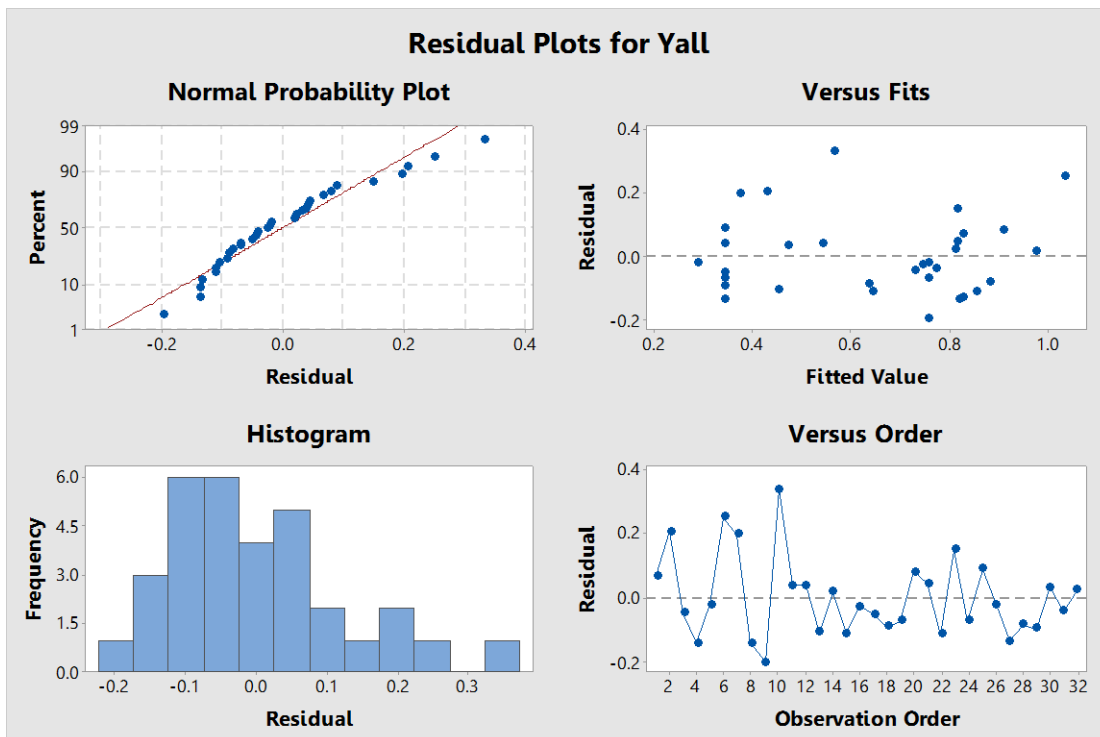 Residual Plots for Yall
Normal Probability Plot
99
90
50
10
1
Percent
-0.2 0.0 0.2 0.4
Residual
Versus Fits
0.4
0.2
0.0
-0.2
Residual
0.2 0.4 0.6 0.8 1.0
Fitted Value
Histogram
6.0
4.5
3.0
1.5
0.0
Frequency
-0.2 -0.1 0.0 0.1 0.2 0.3
Residual
Versus Order
0.4
0.2
0.0
-0.2
Residual
2 4 6 8 10 12 14 16 18 20 22 24 26 28 30 32
Observation Order